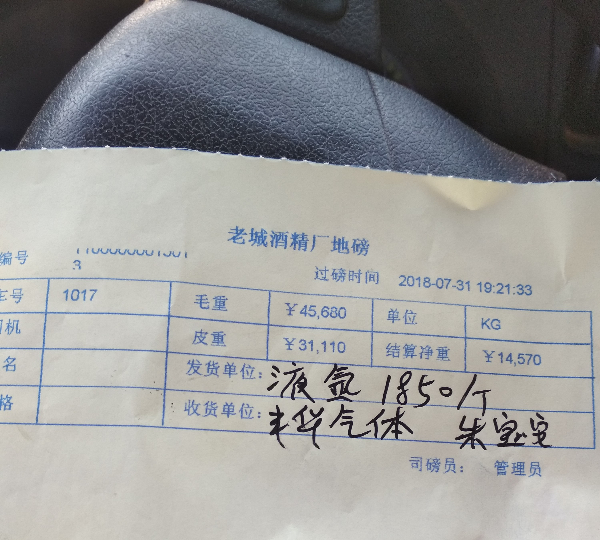 老城酒精厂地磅
编号
3
过磅时间 2018-07-31 19:21:33
车号 1017 毛重 ￥45,680 单位 KG
司机 皮重 ￥31,110 结算净重 ￥14,570
名 发货单位: 液氩 1850/T
格 收货单位: 丰华气体 朱宝宝
司磅员: 管理员